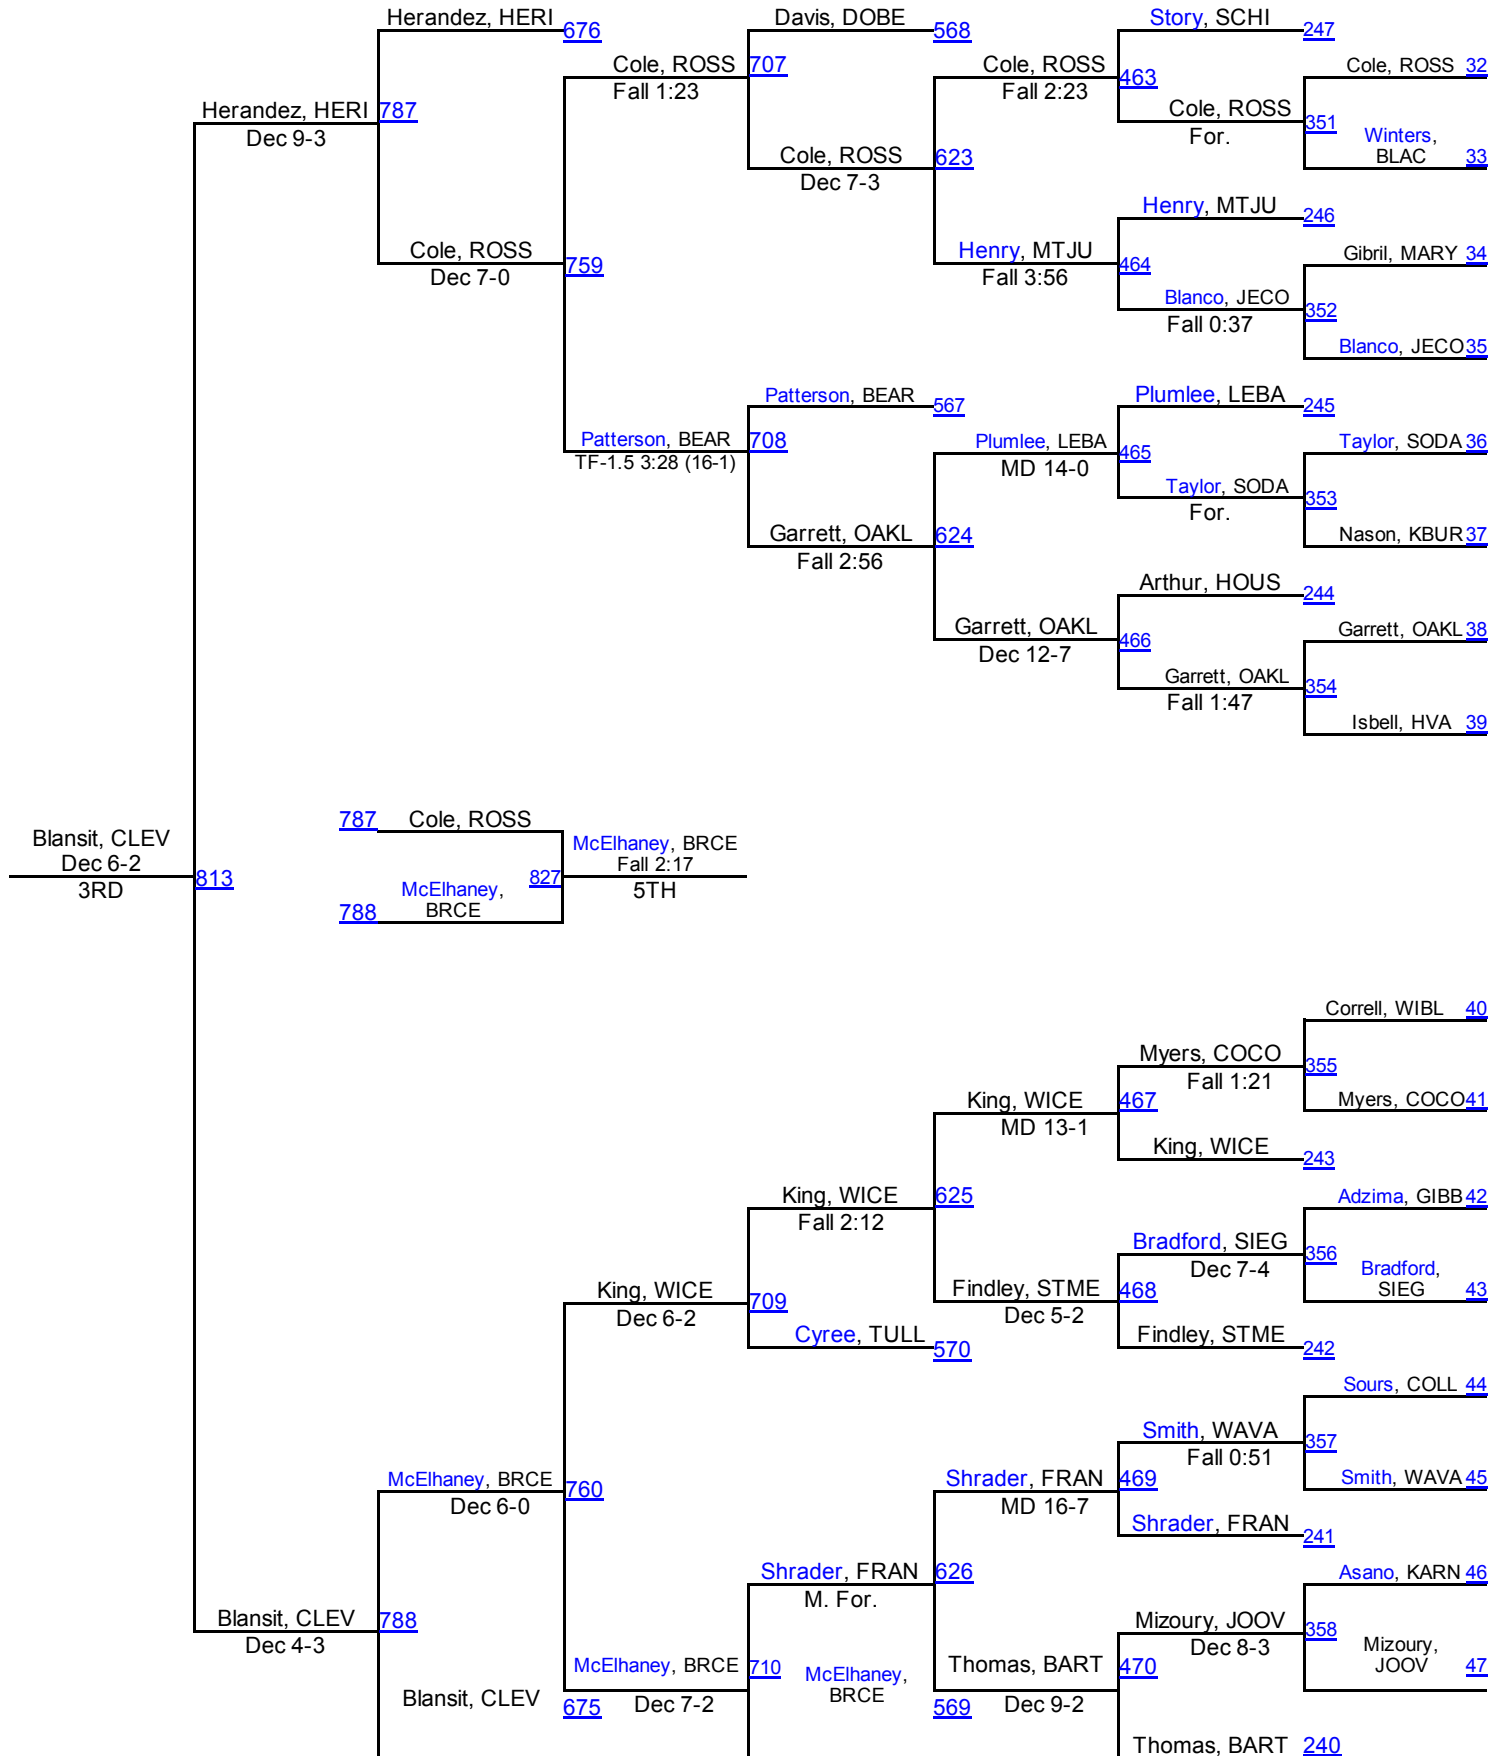 Herandez, HERI
676
Davis, DOBE
568
Story, SCHI
247
Cole, ROSS
Fall 1:23
707
Cole, ROSS
Fall 2:23
463
Cole, ROSS 32
Herandez, HERI
Dec 9-3
787
Cole, ROSS
For.
351
Winters,
BLAC
33
Cole, ROSS
Dec 7-3
623
Henry, MTJU
246
Cole, ROSS
Dec 7-0
759
Henry, MTJU
Fall 3:56
464
Gibril, MARY 34
Blanco, JECO
Fall 0:37
352
Blanco, JECO 35
Patterson, BEAR
567
Plumlee, LEBA
245
Patterson, BEAR
TF-1.5 3:28 (16-1)
708
Plumlee, LEBA
MD 14-0
465
Taylor, SODA 36
Taylor, SODA
For.
353
Nason, KBUR 37
Garrett, OAKL
Fall 2:56
624
Arthur, HOUS
244
Garrett, OAKL
Dec 12-7
466
Garrett, OAKL 38
Garrett, OAKL
Fall 1:47
354
Isbell, HVA 39
787 Cole, ROSS
Blansit, CLEV
Dec 6-2
3RD
813
McElhaney, BRCE
Fall 2:17
5TH
827
McElhaney,
BRCE
788
Correll, WIBL 40
Myers, COCO
Fall 1:21
355
King, WICE
MD 13-1
467
Myers, COCO 41
King, WICE
243
King, WICE
Fall 2:12
625
Adzima, GIBB 42
Bradford, SIEG
Dec 7-4
356
Bradford,
SIEG
43
King, WICE
Dec 6-2
709
Findley, STME
Dec 5-2
468
Cyree, TULL
570
Findley, STME
242
Sours, COLL 44
Smith, WAVA
Fall 0:51
357
McElhaney, BRCE
Dec 6-0
760
Shrader, FRAN
MD 16-7
469
Smith, WAVA 45
Shrader, FRAN
241
Shrader, FRAN
M. For.
626
Asano, KARN 46
Blansit, CLEV
Dec 4-3
788
Mizoury, JOOV
Dec 8-3
358
Mizoury,
JOOV
47
McElhaney, BRCE
Dec 7-2
710
McElhaney,
BRCE
569
Thomas, BART
Dec 9-2
470
Blansit, CLEV
675
Thomas, BART 240